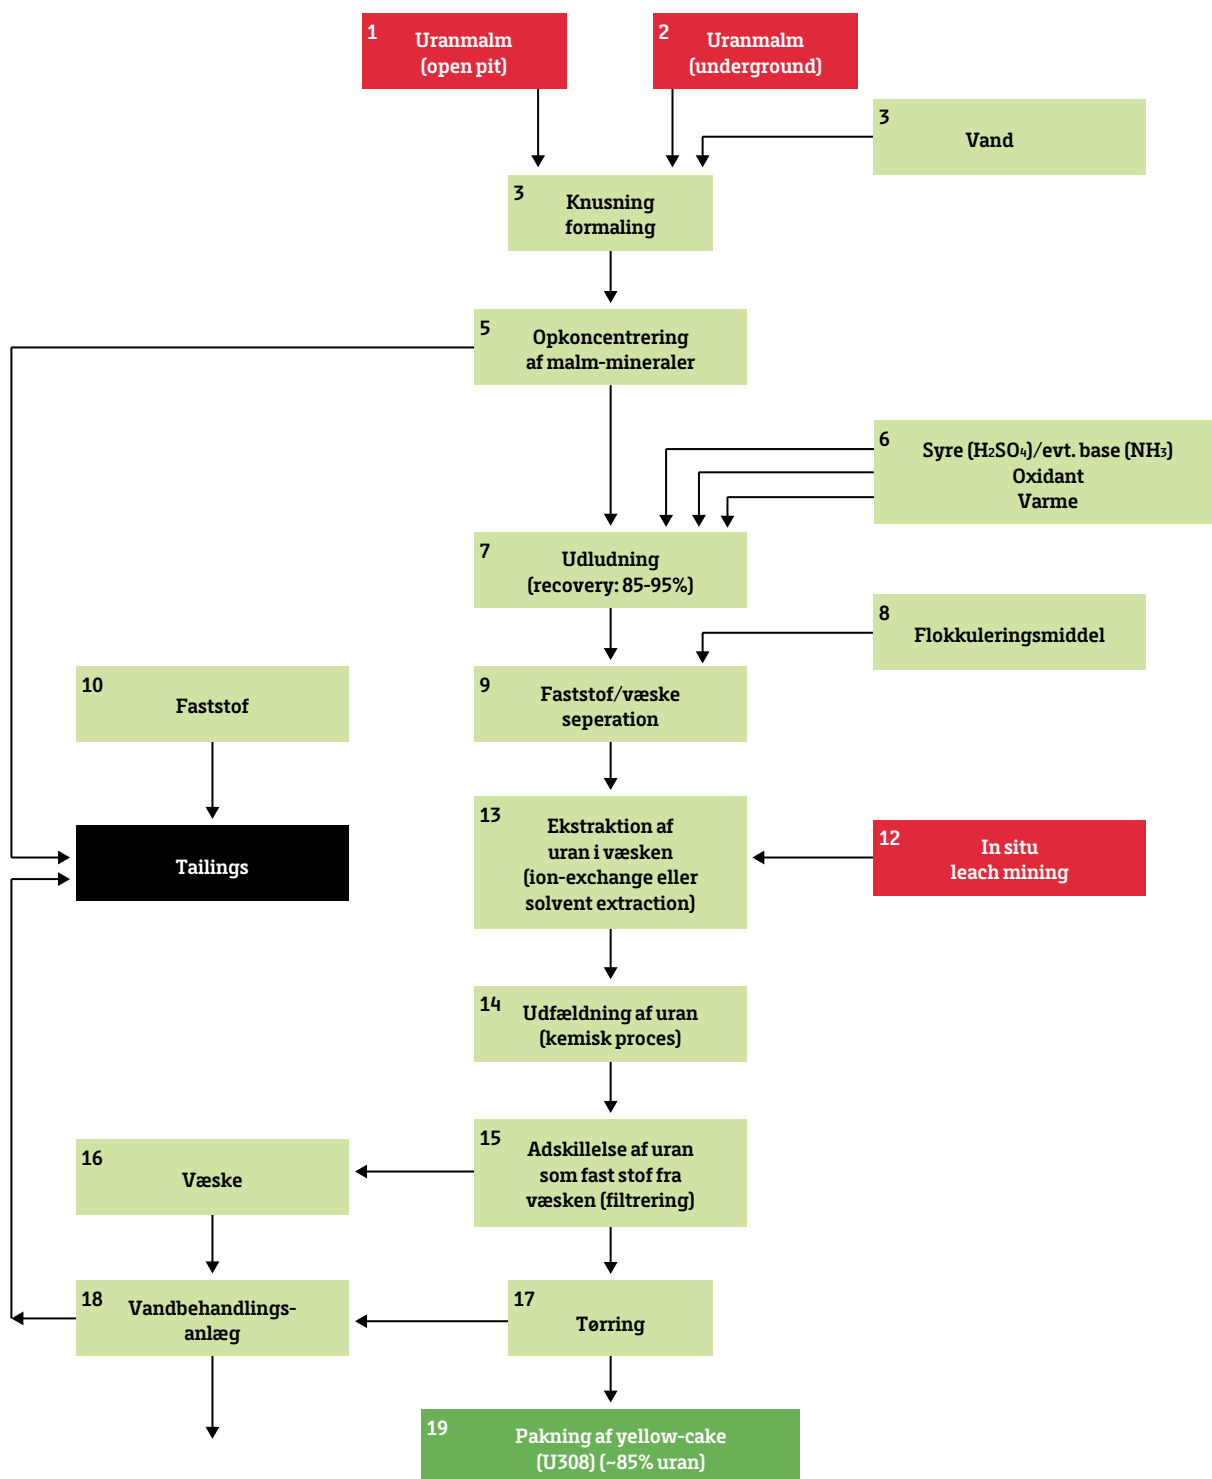 1
Uranmalm
(open pit)
2
Uranmalm
(underground)
3
Vand
3
Knusning
formaling
5
Opkoncentrering
af malm-mineraler
6
Syre (H₂SO₄)/evt. base (NH₃)
Oxidant
Varme
7
Udludning
(recovery: 85-95%)
8
Flokkuleringsmiddel
10
Faststof
9
Faststof/væske
seperation
Tailings
13
Ekstraktion af
uran i væsken
(ion-exchange eller
solvent extraction)
12
In situ
leach mining
14
Udfældning af uran
(kemisk proces)
15
Adskillelse af uran
som fast stof fra
væsken (filtrering)
16
Væske
18
Vandbehandlings-
anlæg
17
Tørring
19
Pakning af yellow-cake
(U308) (~85% uran)